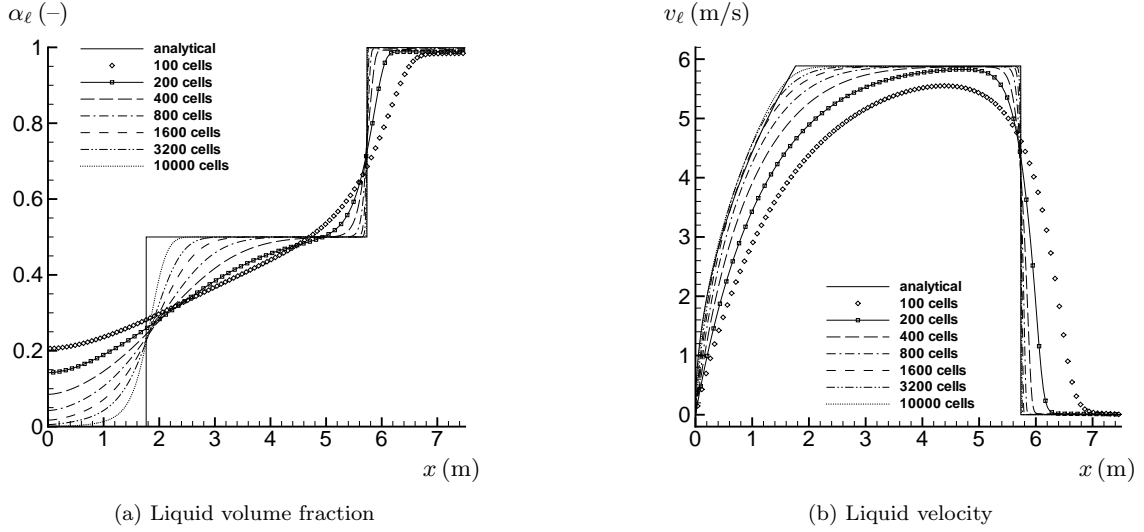 αℓ (–)
1
0.8
0.6
0.4
0.2
0
0 1 2 3 4 5 6 7
x (m)
analytical
100 cells
200 cells
400 cells
800 cells
1600 cells
3200 cells
10000 cells
(a) Liquid volume fraction
vℓ (m/s)
6
5
4
3
2
1
0
0 1 2 3 4 5 6 7
x (m)
analytical
100 cells
200 cells
400 cells
800 cells
1600 cells
3200 cells
10000 cells
(b) Liquid velocity